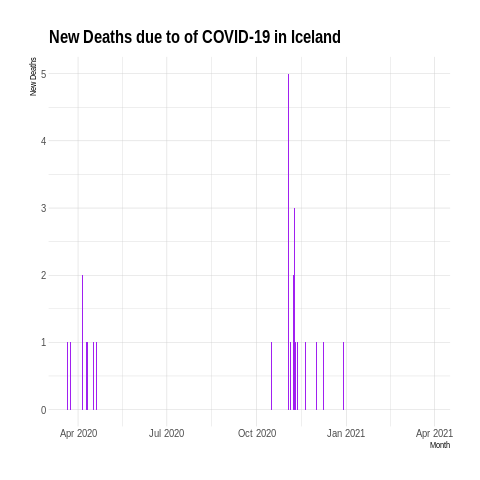 New Deaths due to of COVID-19 in Iceland
New Deaths
5
4
3
2
1
0
Apr 2020 Jul 2020 Oct 2020 Jan 2021 Apr 2021
Month